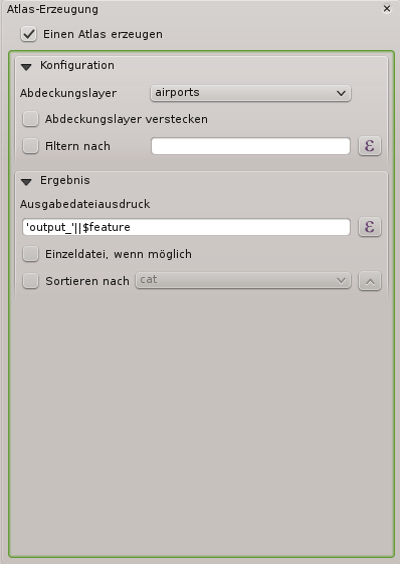 Atlas-Erzeugung
Einen Atlas erzeugen
Konfiguration
Abdeckungslayer airports
Abdeckungslayer verstecken
Filtern nach ε
Ergebnis
Ausgabedateiausdruck
'output_'||$feature ε
Einzeldatei, wenn möglich
Sortieren nach cat